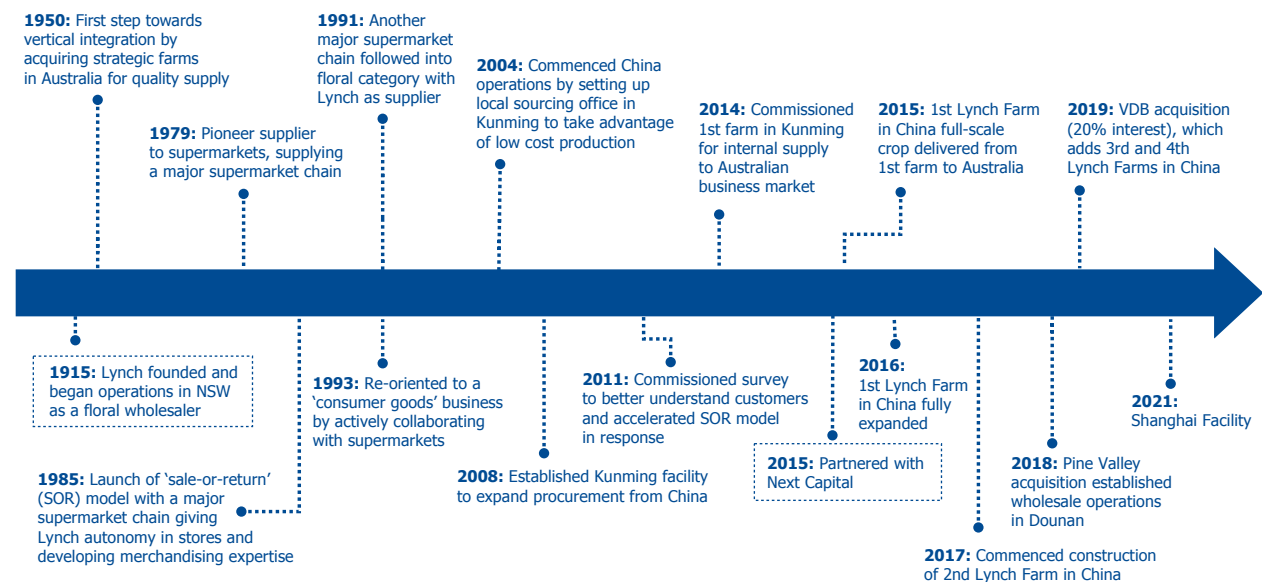 1950: First step towards
vertical integration by
acquiring strategic farms
in Australia for quality supply
1979: Pioneer supplier
to supermarkets, supplying
a major supermarket chain
1991: Another
major supermarket
chain followed into
floral category with
Lynch as supplier
2004: Commenced China
operations by setting up
local sourcing office in
Kunming to take advantage
of low cost production
2014: Commissioned
1st farm in Kunming
for internal supply
to Australian
business market
2015: 1st Lynch Farm
in China full-scale
crop delivered from
1st farm to Australia
2019: VDB acquisition
(20% interest), which
adds 3rd and 4th
Lynch Farms in China
1915: Lynch founded and
began operations in NSW
as a floral wholesaler
1985: Launch of ‘sale-or-return’
(SOR) model with a major
supermarket chain giving
Lynch autonomy in stores and
developing merchandising expertise
1993: Re-oriented to a
‘consumer goods’ business
by actively collaborating
with supermarkets
2008: Established Kunming facility
to expand procurement from China
2011: Commissioned survey
to better understand customers
and accelerated SOR model
in response
2015: Partnered with
Next Capital
2016:
1st Lynch Farm
in China fully
expanded
2017: Commenced construction
of 2nd Lynch Farm in China
2018: Pine Valley
acquisition established
wholesale operations
in Dounan
2021:
Shanghai Facility